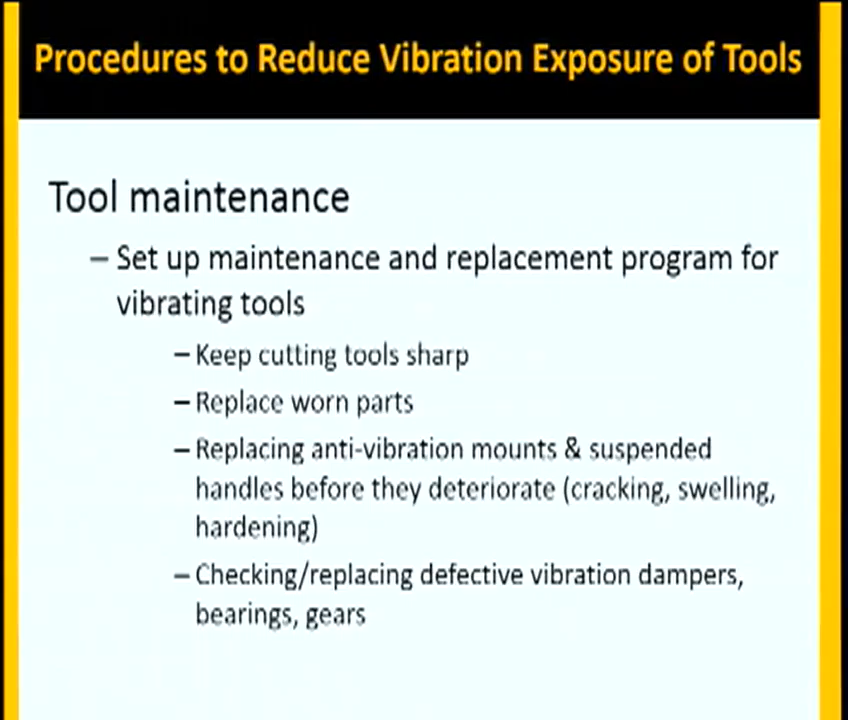 Procedures to Reduce Vibration Exposure of Tools
Tool maintenance
– Set up maintenance and replacement program for
vibrating tools
– Keep cutting tools sharp
– Replace worn parts
– Replacing anti-vibration mounts & suspended
handles before they deteriorate (cracking, swelling,
hardening)
– Checking/replacing defective vibration dampers,
bearings, gears